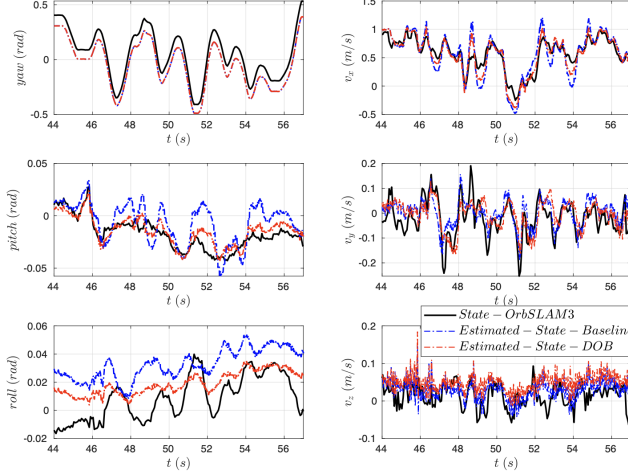 0.5
0
-0.5
yaw (rad)
44 46 48 50 52 54 56
t (s)
1
0.5
0
-0.5
v_x (m/s)
44 46 48 50 52 54 56
t (s)
0.05
0
-0.05
pitch (rad)
44 46 48 50 52 54 56
t (s)
0.2
0.1
0
-0.1
-0.2
v_y (m/s)
44 46 48 50 52 54 56
t (s)
State − OrbSLAM3
Estimated − State − Baseline
Estimated − State − DOB
0.06
0.04
0.02
0
-0.02
roll (rad)
44 46 48 50 52 54 56
t (s)
0.2
0.1
0
-0.1
v_z (m/s)
44 46 48 50 52 54 56
t (s)